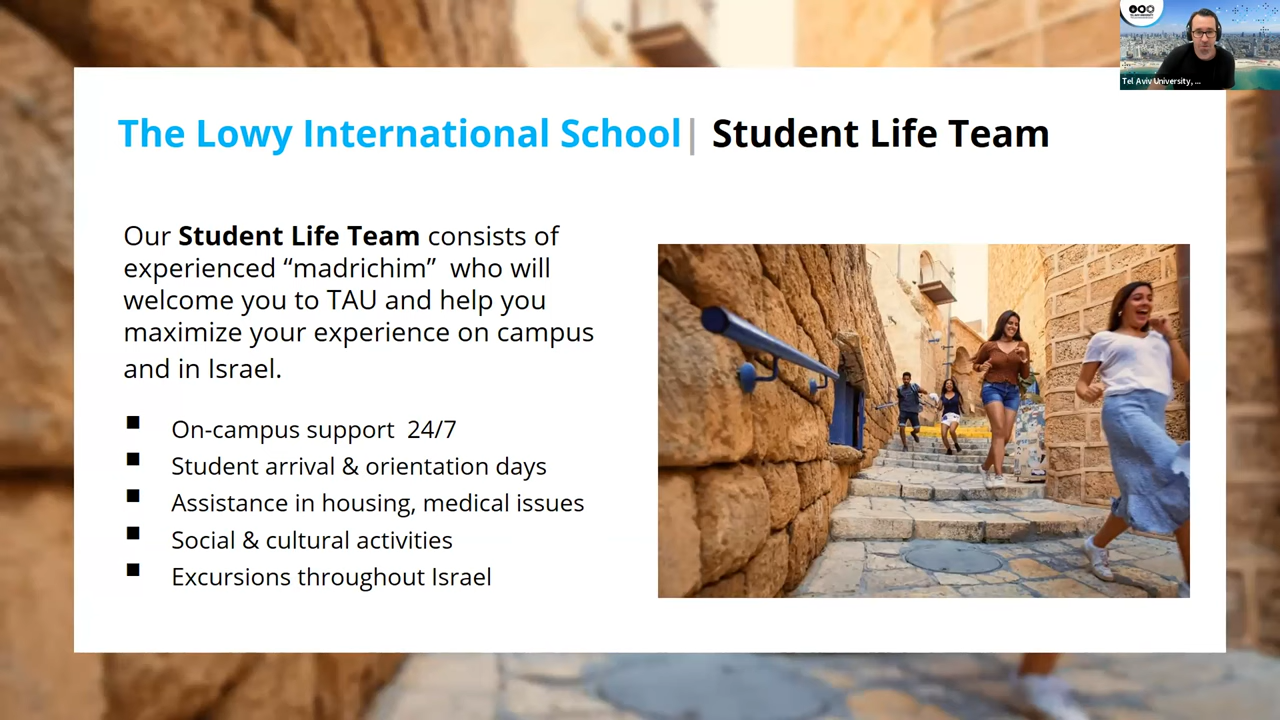 The Lowy International School| Student Life Team
Our Student Life Team consists of
experienced “madrichim”  who will
welcome you to TAU and help you
maximize your experience on campus
and in Israel.
On-campus support  24/7
Student arrival & orientation days
Assistance in housing, medical issues
Social & cultural activities
Excursions throughout Israel
Tel Aviv University, ...